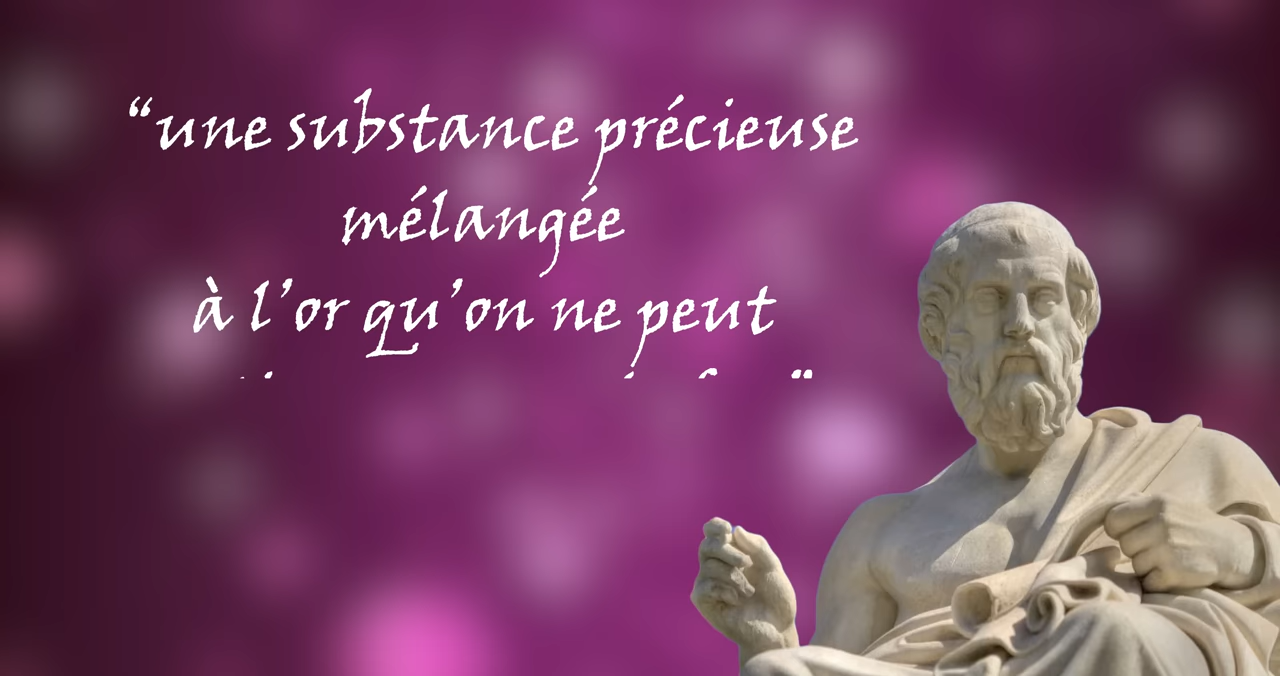 “une substance précieuse
mélangée
à l’or qu’on ne peut